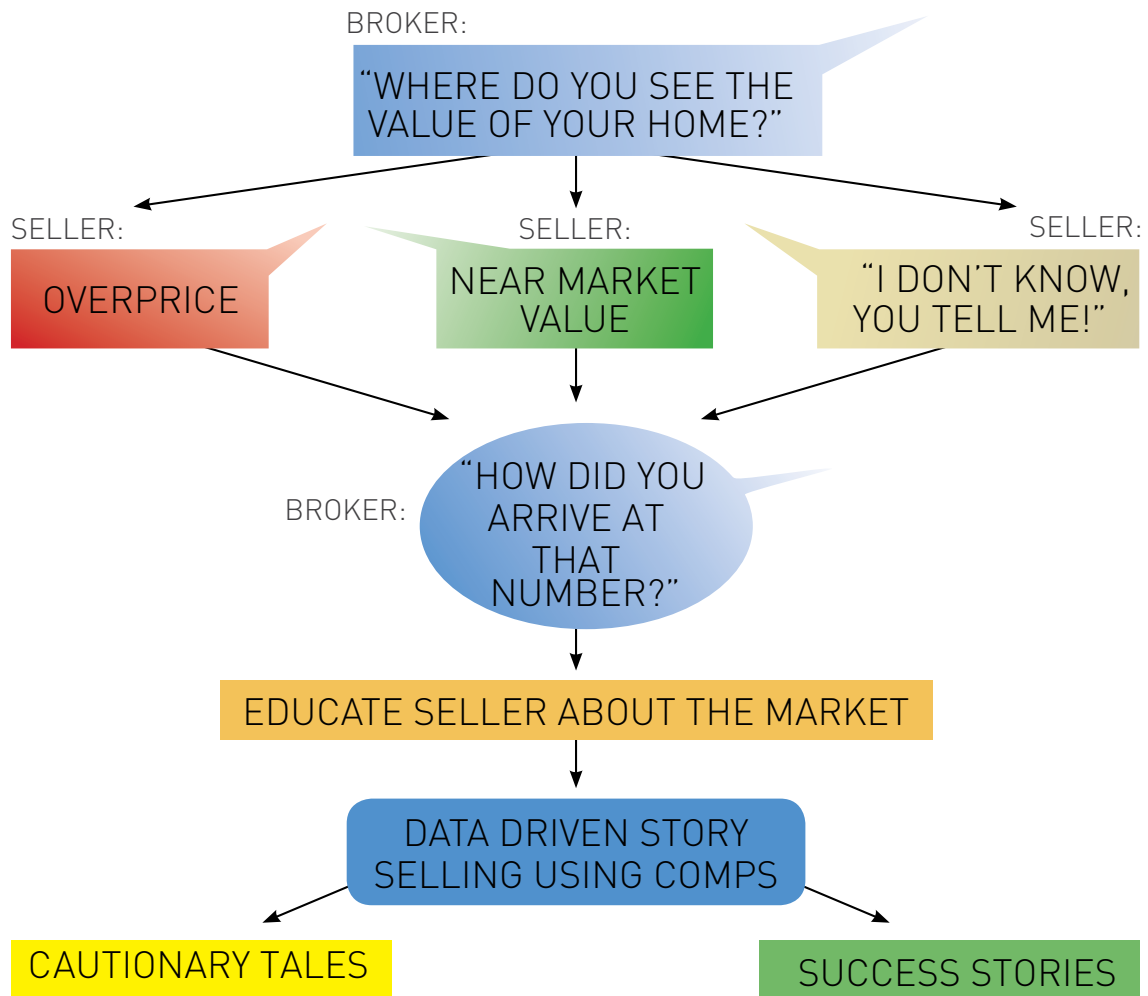 BROKER:
“WHERE DO YOU SEE THE
VALUE OF YOUR HOME?”
SELLER:
OVERPRICE
SELLER:
NEAR MARKET
VALUE
SELLER:
“I DON’T KNOW,
YOU TELL ME!”
BROKER:
“HOW DID YOU
ARRIVE AT
THAT
NUMBER?”
EDUCATE SELLER ABOUT THE MARKET
DATA DRIVEN STORY
SELLING USING COMPS
CAUTIONARY TALES
SUCCESS STORIES